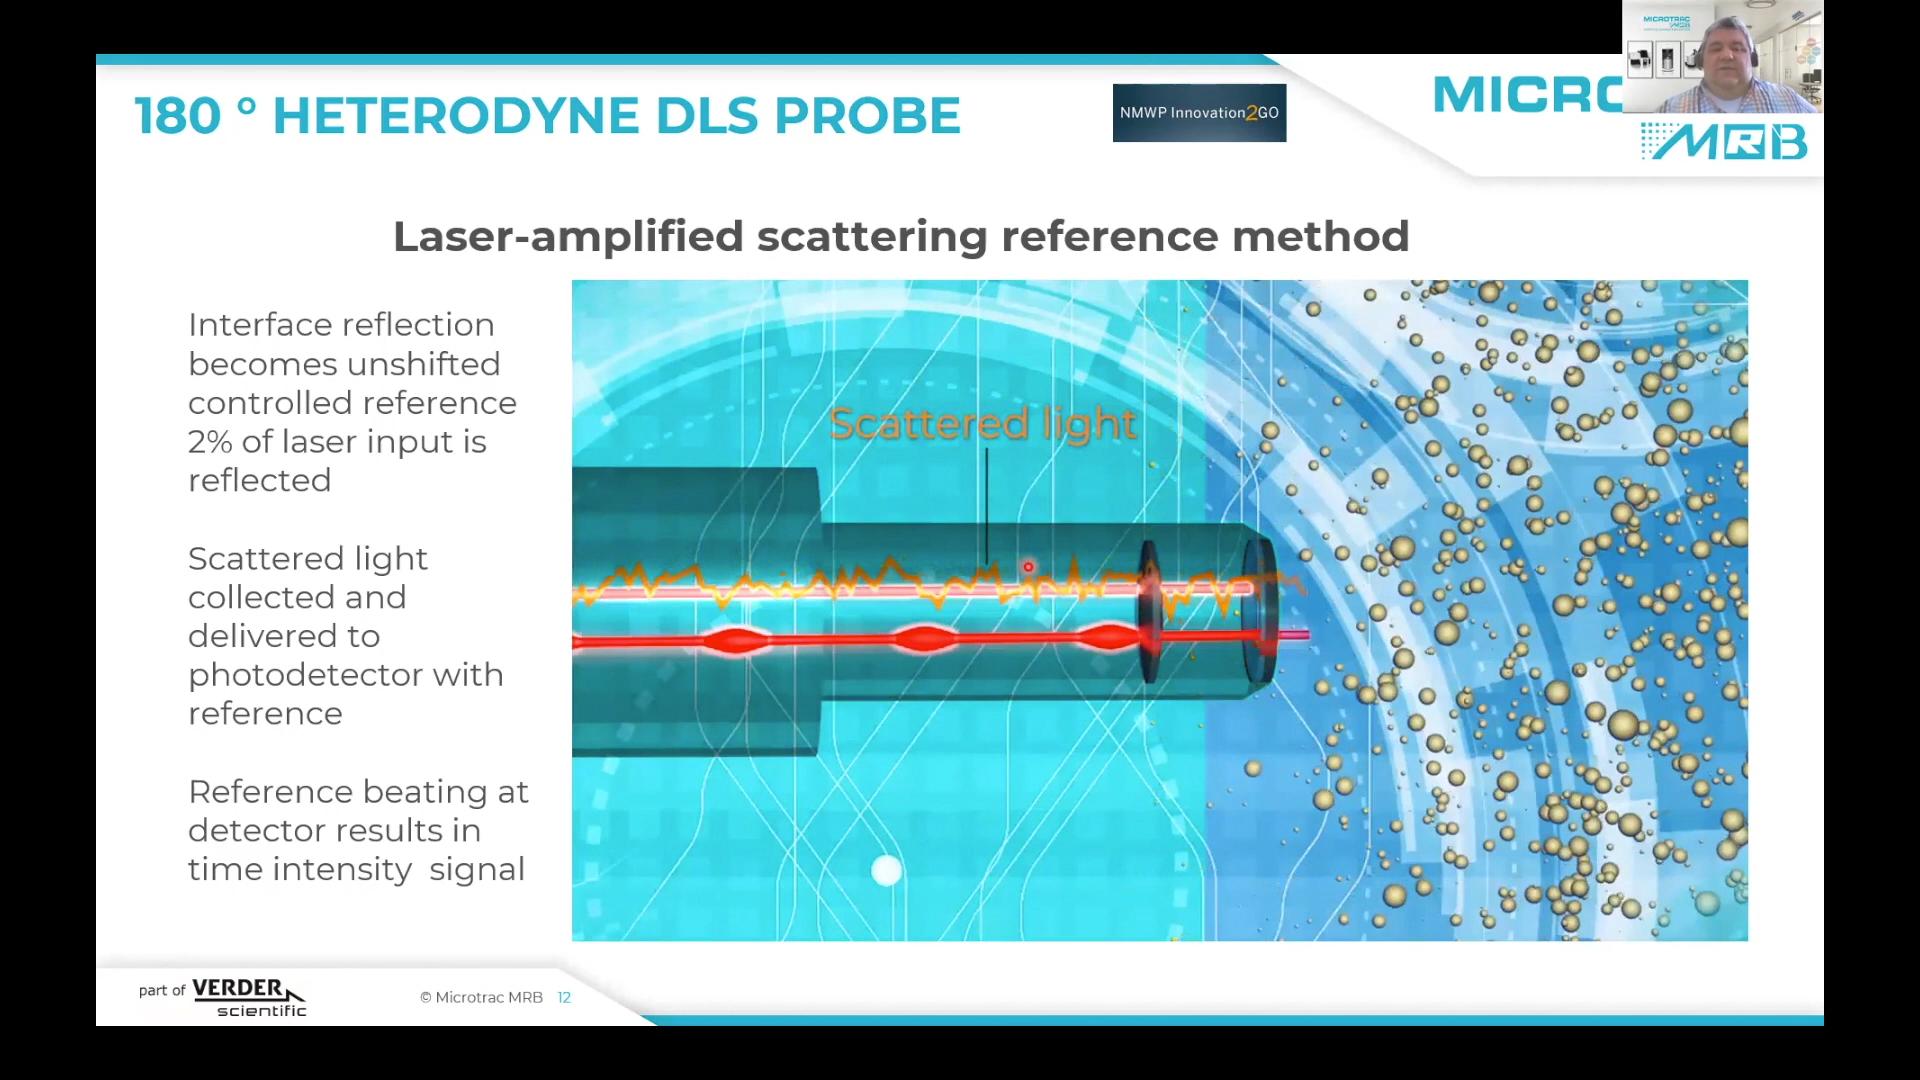 180 ° HETERODYNE DLS PROBE
NMWP Innovation2GO
MICRO
MICROTRAC
MRB
MRB
Laser-amplified scattering reference method
Interface reflection
becomes unshifted
controlled reference
2% of laser input is
reflected
Scattered light
collected and
delivered to
photodetector with
reference
Reference beating at
detector results in
time intensity signal
Scattered light
part of VERDER
scientific
© Microtrac MRB 12